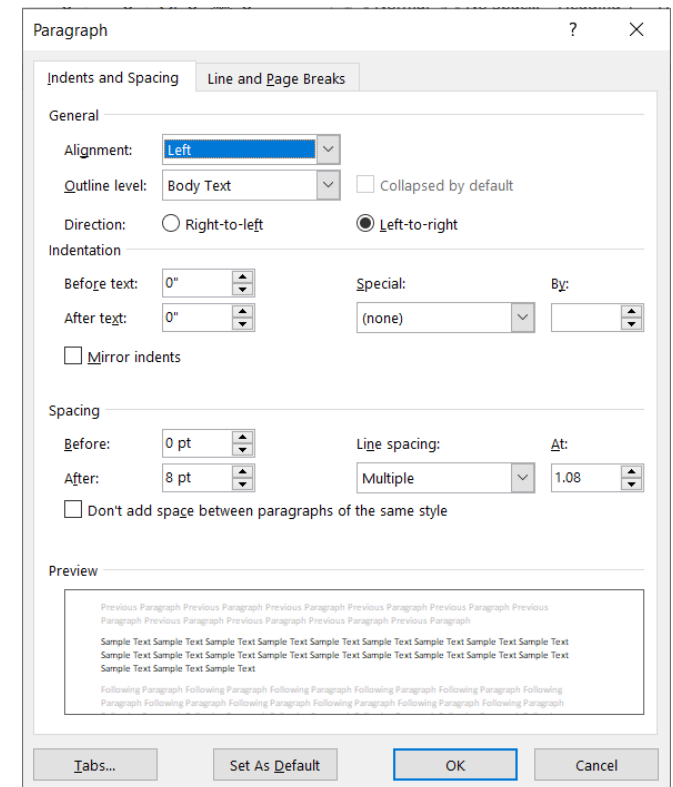 Paragraph ? ×
Indents and Spacing Line and Page Breaks
General
Alignment: Left
Outline level: Body Text Collapsed by default
Direction: Right-to-left Left-to-right
Indentation
Before text: 0" Special: By:
After text: 0" (none)
Mirror indents
Spacing
Before: 0 pt Line spacing: At:
After: 8 pt Multiple 1.08
Don't add space between paragraphs of the same style
Preview
Previous Paragraph Previous Paragraph Previous Paragraph Previous Paragraph Previous Paragraph Previous
Paragraph Previous Paragraph Previous Paragraph Previous Paragraph Previous Paragraph
Sample Text Sample Text Sample Text Sample Text Sample Text Sample Text Sample Text Sample Text Sample Text
Sample Text Sample Text Sample Text Sample Text Sample Text Sample Text Sample Text Sample Text Sample Text
Sample Text Sample Text Sample Text
Following Paragraph Following Paragraph Following Paragraph Following Paragraph Following Paragraph Following
Paragraph Following Paragraph Following Paragraph Following Paragraph Following Paragraph Following Paragraph
Tabs... Set As Default OK Cancel